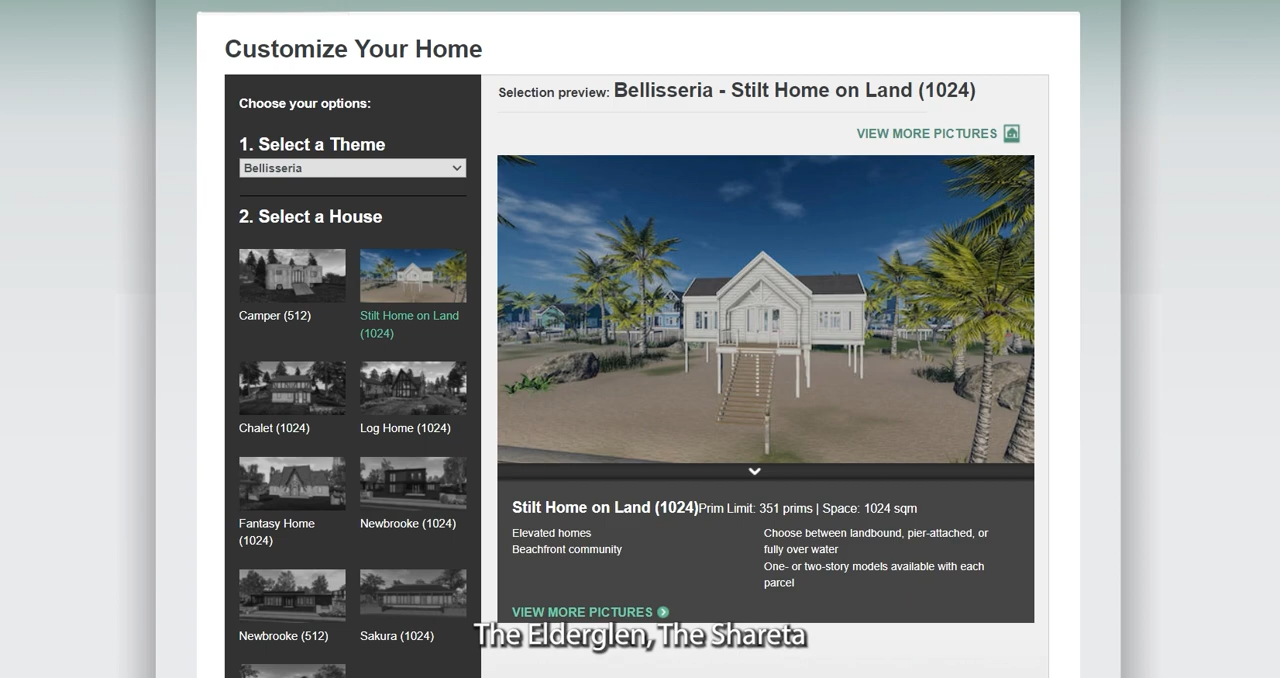 Customize Your Home
Choose your options:
1. Select a Theme
Bellisseria
2. Select a House
Camper (512)
Stilt Home on Land
(1024)
Chalet (1024)
Log Home (1024)
Fantasy Home
(1024)
Newbrooke (1024)
Newbrooke (512)
Sakura (1024)
Selection preview: Bellisseria - Stilt Home on Land (1024)
VIEW MORE PICTURES
Stilt Home on Land (1024)Prim Limit: 351 prims | Space: 1024 sqm
Elevated homes
Beachfront community
Choose between landbound, pier-attached, or
fully over water
One- or two-story models available with each
parcel
VIEW MORE PICTURES
The Elderglen, The Shareta